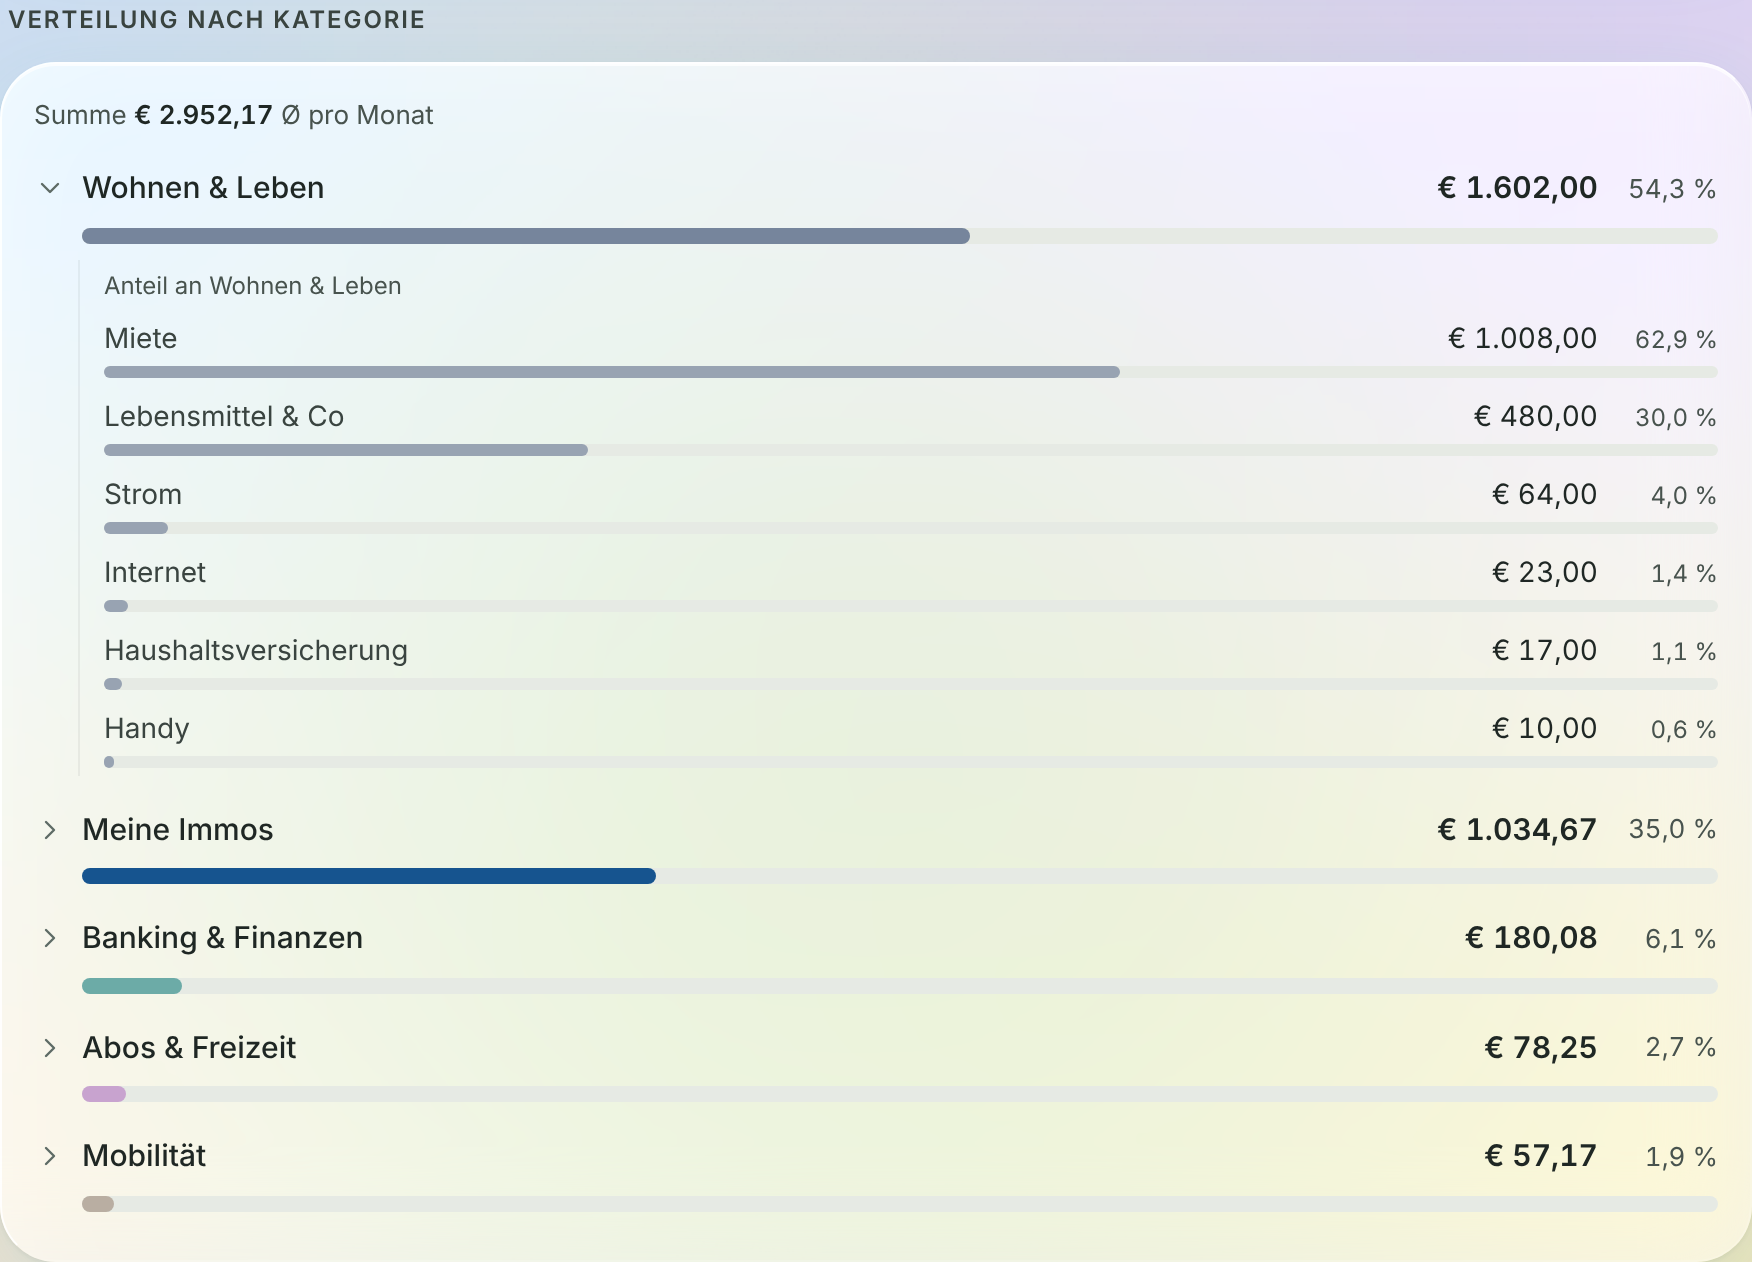 VERTEILUNG NACH KATEGORIE
Summe € 2.952,17 Ø pro Monat
Wohnen & Leben € 1.602,00 54,3 %
Anteil an Wohnen & Leben
Miete € 1.008,00 62,9 %
Lebensmittel & Co € 480,00 30,0 %
Strom € 64,00 4,0 %
Internet € 23,00 1,4 %
Haushaltsversicherung € 17,00 1,1 %
Handy € 10,00 0,6 %
Meine Immos € 1.034,67 35,0 %
Banking & Finanzen € 180,08 6,1 %
Abos & Freizeit € 78,25 2,7 %
Mobilität € 57,17 1,9 %